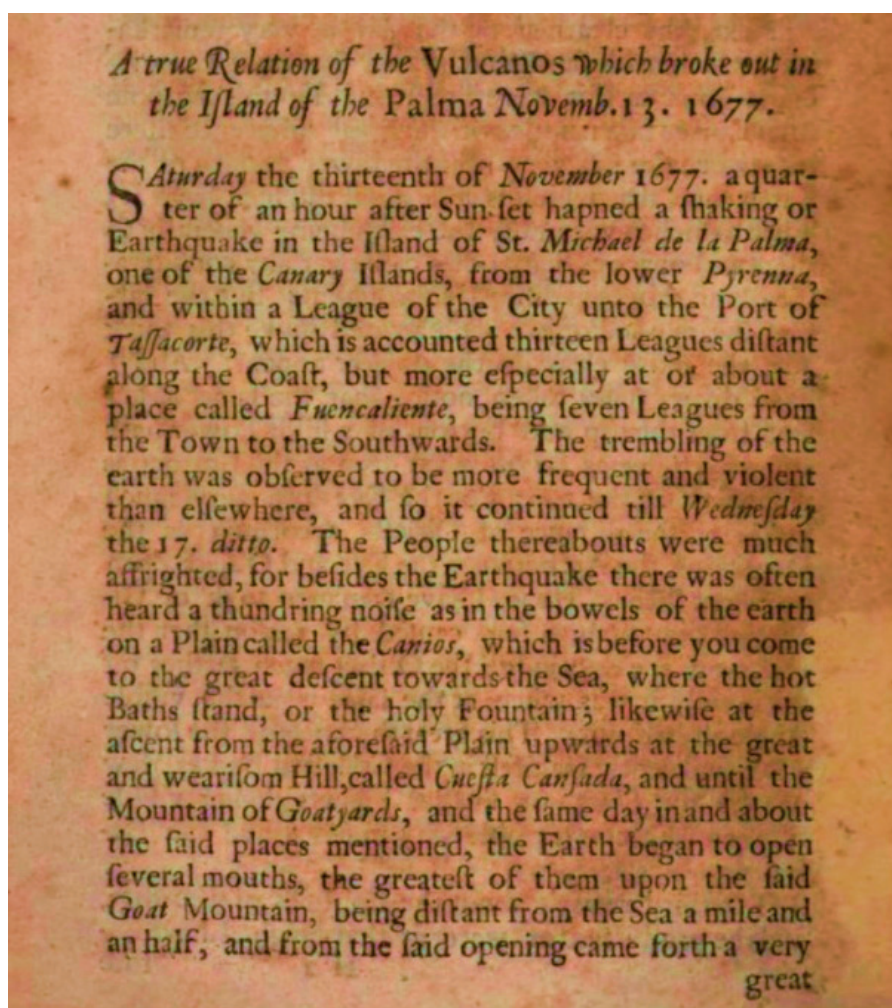 A true Relation of the Vulcanos which broke out in
the Iſland of the Palma Novemb.13. 1677.
SAturday the thirteenth of November 1677. a quar-
ter of an hour after Sun-ſet hapned a ſhaking or
Earthquake in the Iſland of St. Michael de la Palma,
one of the Canary Iſlands, from the lower Pyrenna,
and within a League of the City unto the Port of
Taſſacorte, which is accounted thirteen Leagues diſtant
along the Coaſt, but more eſpecially at or about a
place called Fuencaliente, being ſeven Leagues from
the Town to the Southwards. The trembling of the
earth was obſerved to be more frequent and violent
than elſewhere, and ſo it continued till Wedneſday
the 17. ditto. The People thereabouts were much
affrighted, for beſides the Earthquake there was often
heard a thundring noiſe as in the bowels of the earth
on a Plain called the Canios, which is before you come
to the great deſcent towards the Sea, where the hot
Baths ſtand, or the holy Fountain; likewiſe at the
aſcent from the aforeſaid Plain upwards at the great
and weariſom Hill, called Cueſta Canſada, and until the
Mountain of Goatyards, and the ſame day in and about
the ſaid places mentioned, the Earth began to open
ſeveral mouths, the greateſt of them upon the ſaid
Goat Mountain, being diſtant from the Sea a mile and
an half, and from the ſaid opening came forth a very
great